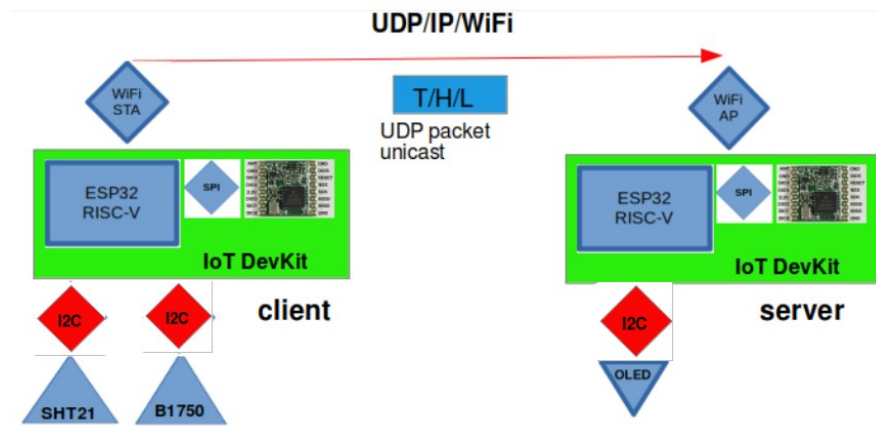 UDP/IP/WiFi
WiFi
STA
T/H/L
WiFi
AP
UDP packet
unicast
ESP32
RISC-V
SPI
IoT DevKit
ESP32
RISC-V
SPI
IoT DevKit
I2C
I2C
client
I2C
server
SHT21
B1750
OLED